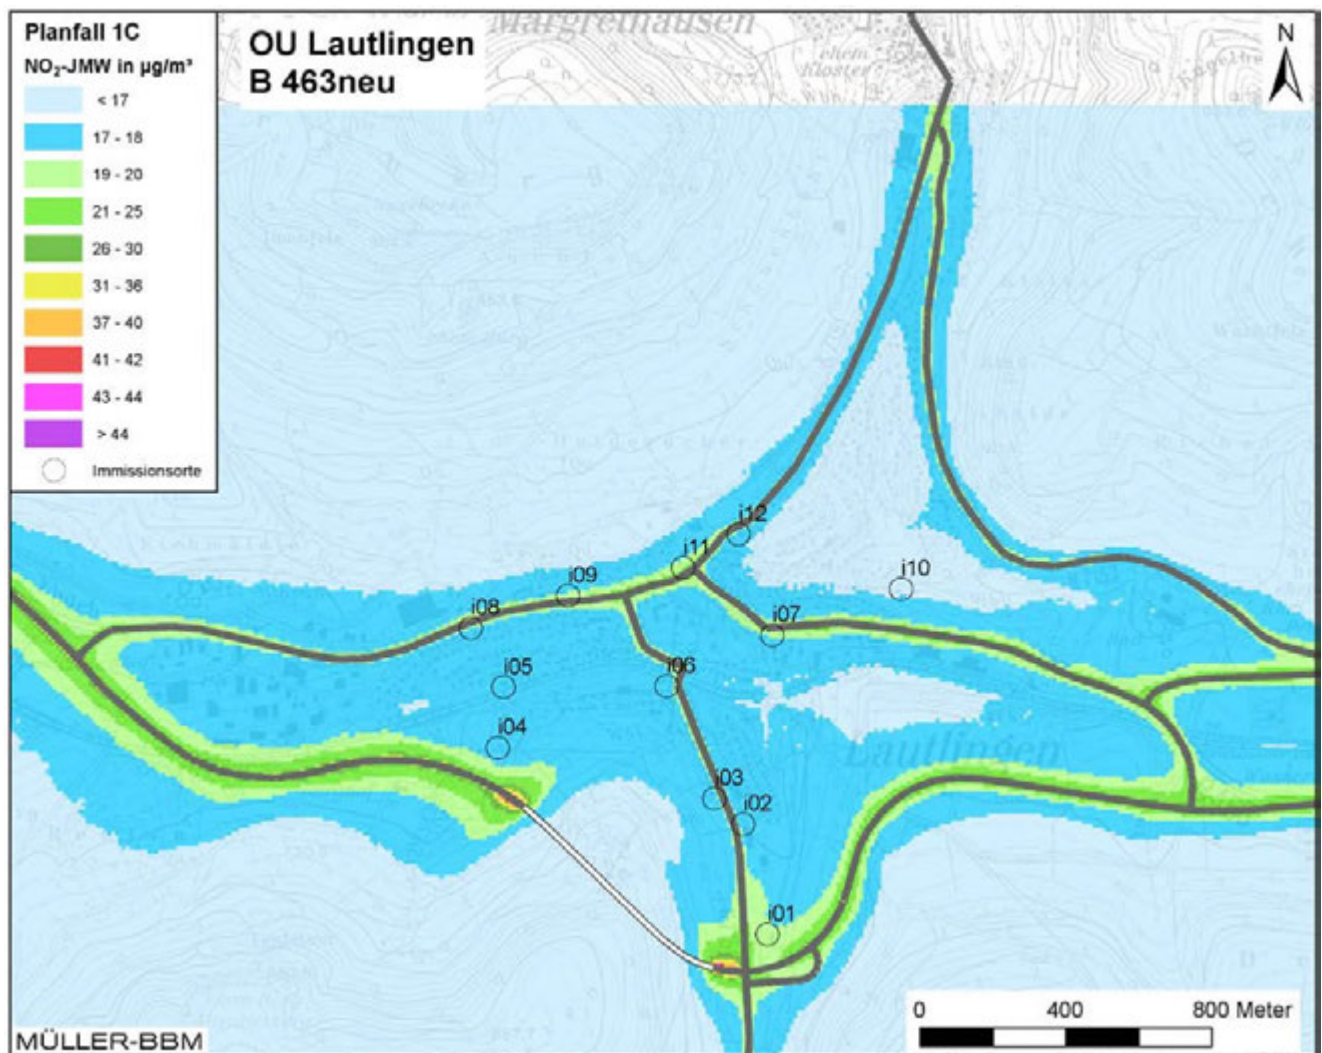 Planfall 1C
NO₂-JMW in µg/m³
< 17
17 - 18
19 - 20
21 - 25
26 - 30
31 - 36
37 - 40
41 - 42
43 - 44
> 44
Immissionsorte
OU Lautlingen
B 463neu
Margrethausen
ehem
Kloster
N
i12
i11
i10
i09
i08
i07
i06
i05
i04
Lautlingen
i03
i02
i01
0 400 800 Meter
MÜLLER-BBM